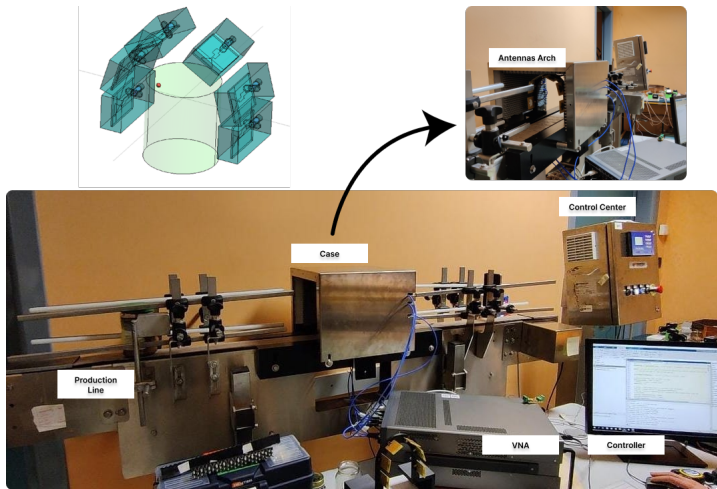 Antennas Arch
Control Center
Case
Production
Line
VNA
Controller